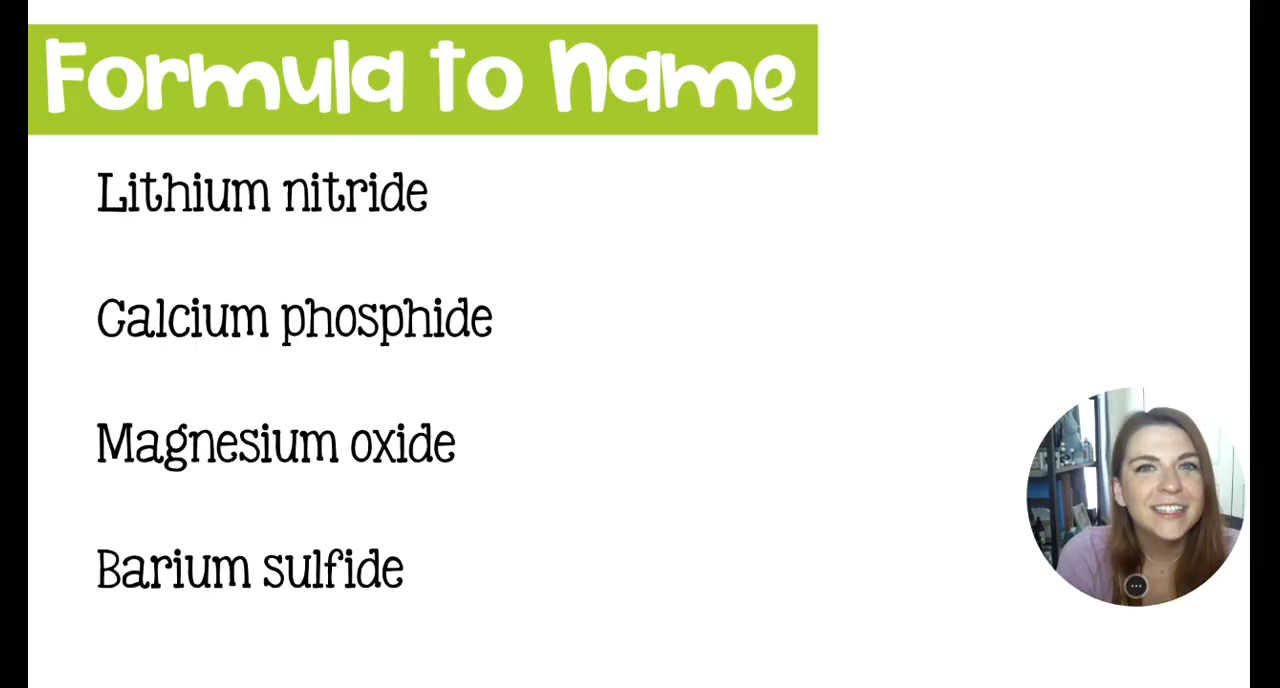 Formula to Name
Lithium nitride
Calcium phosphide
Magnesium oxide
Barium sulfide